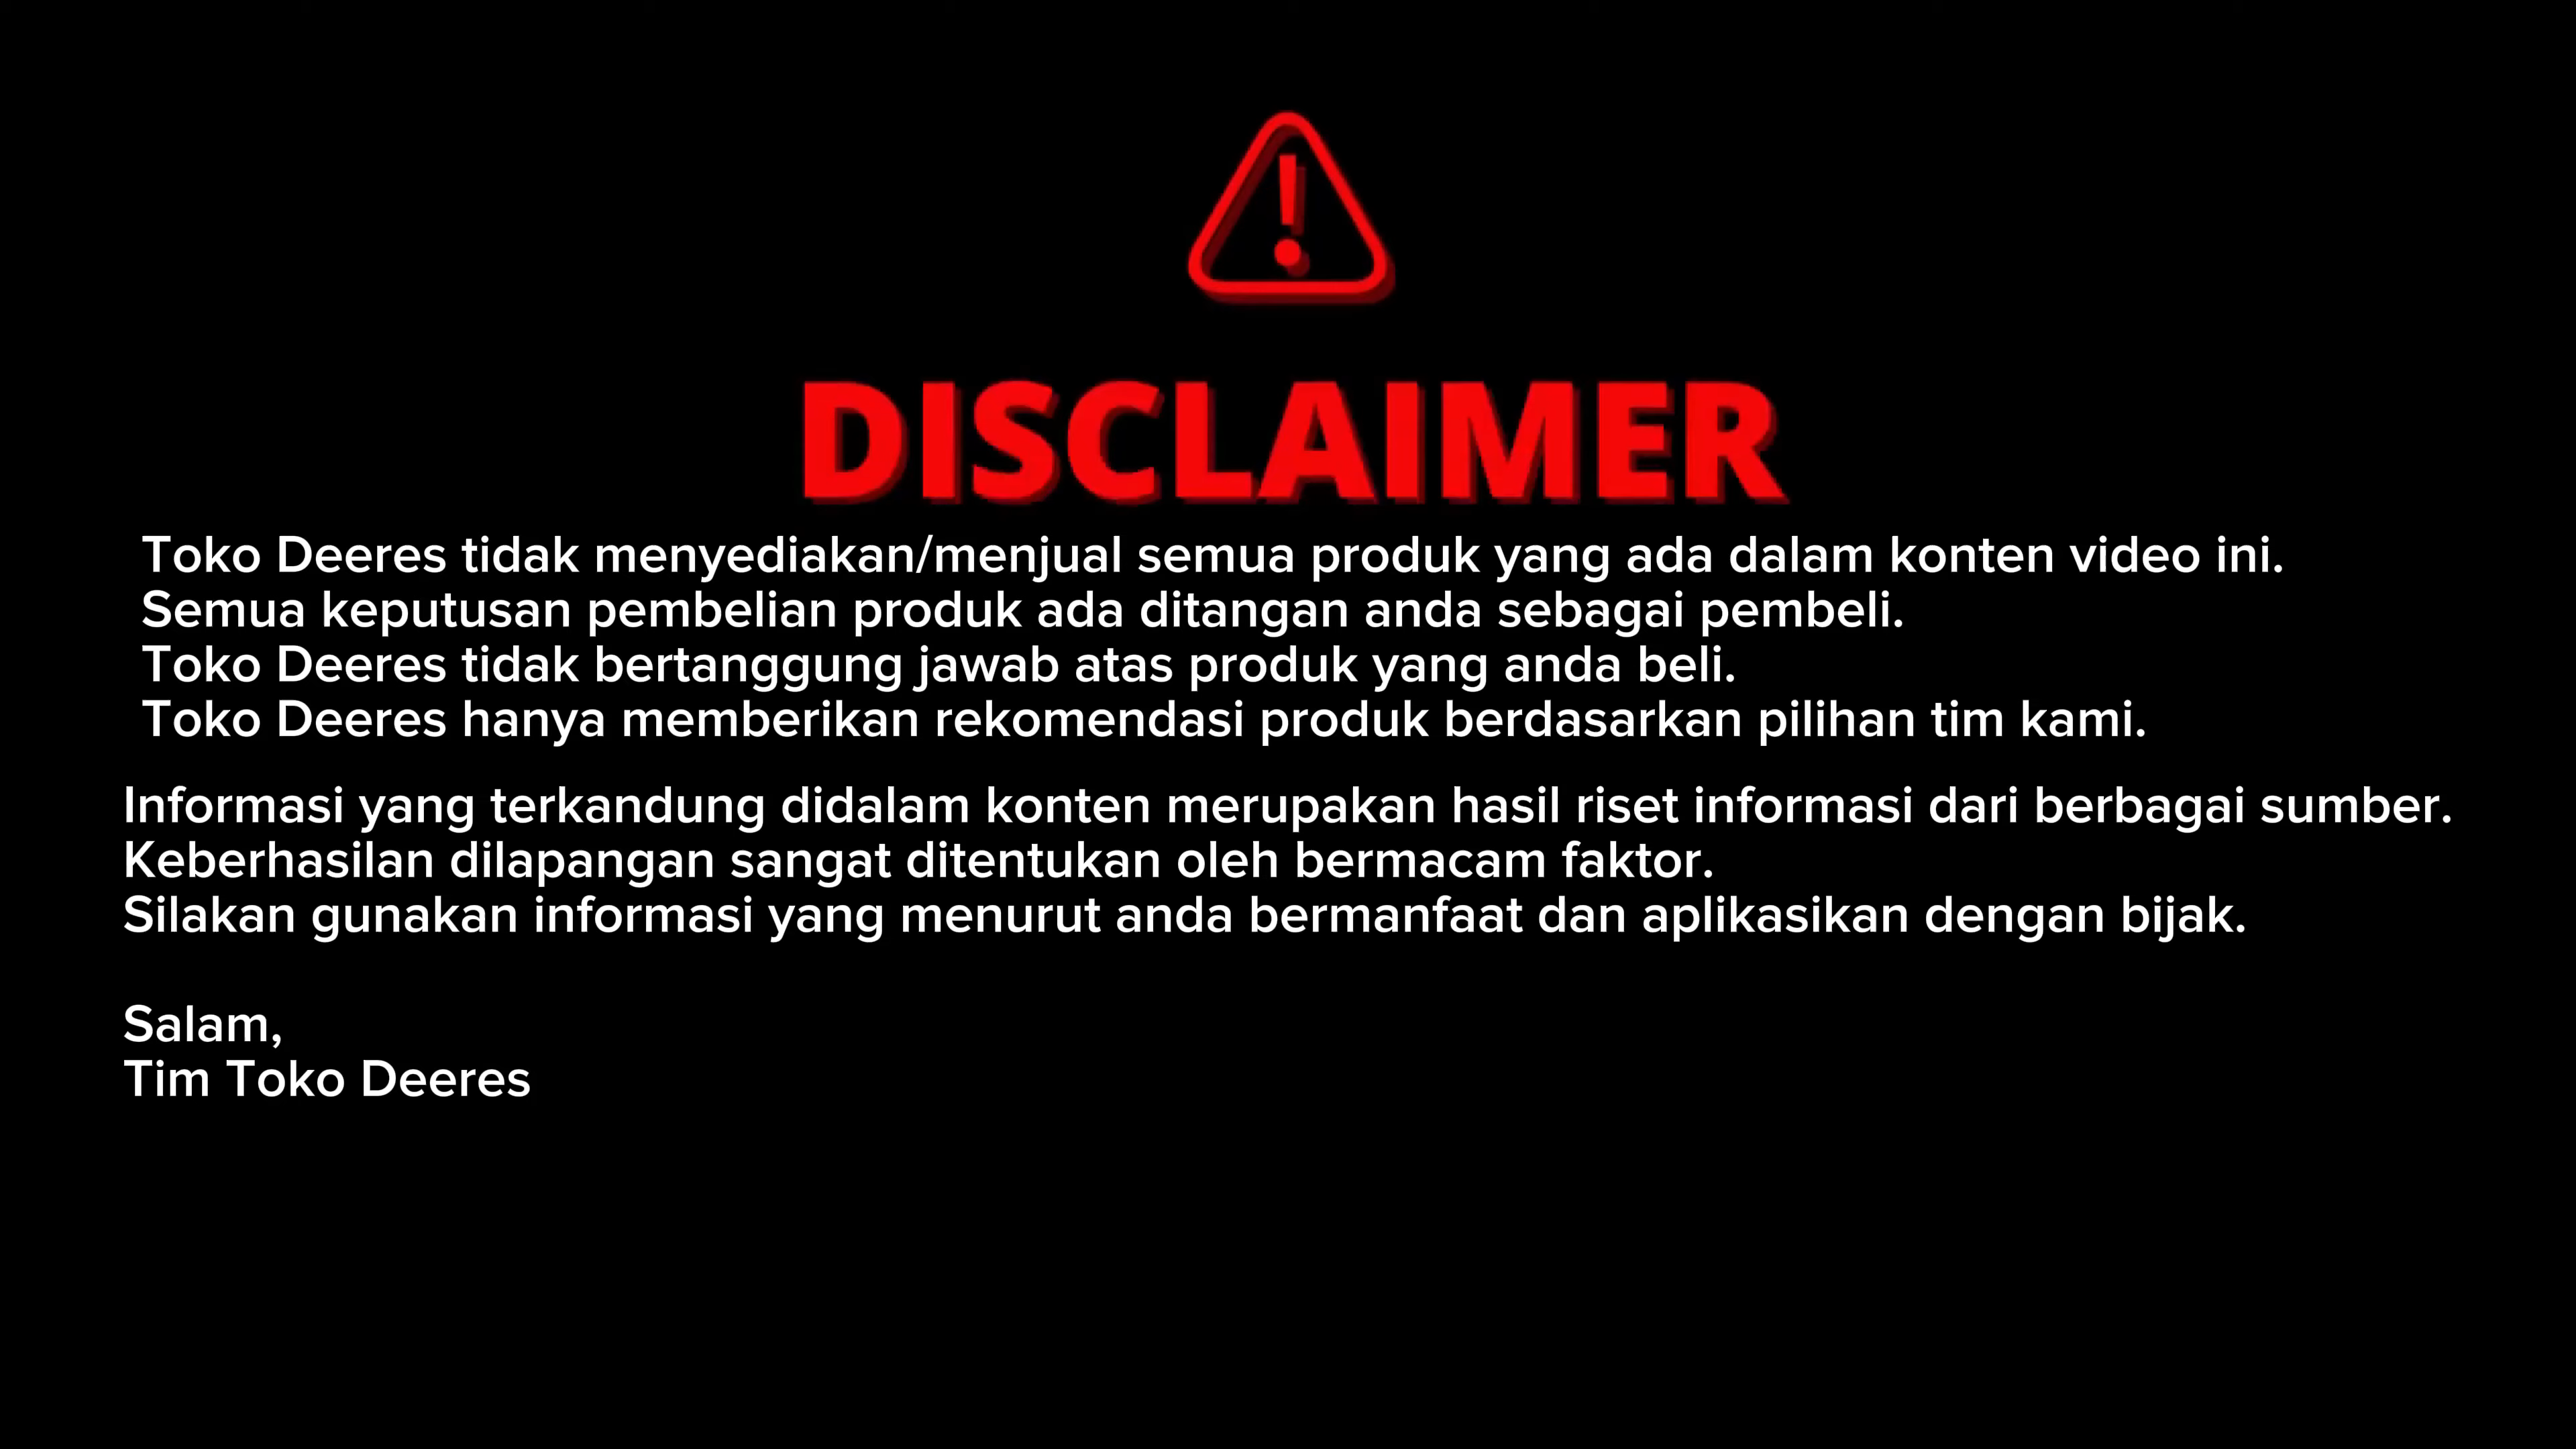 DISCLAIMER
Toko Deeres tidak menyediakan/menjual semua produk yang ada dalam konten video ini.
Semua keputusan pembelian produk ada ditangan anda sebagai pembeli.
Toko Deeres tidak bertanggung jawab atas produk yang anda beli.
Toko Deeres hanya memberikan rekomendasi produk berdasarkan pilihan tim kami.
Informasi yang terkandung didalam konten merupakan hasil riset informasi dari berbagai sumber.
Keberhasilan dilapangan sangat ditentukan oleh bermacam faktor.
Silakan gunakan informasi yang menurut anda bermanfaat dan aplikasikan dengan bijak.
Salam,
Tim Toko Deeres